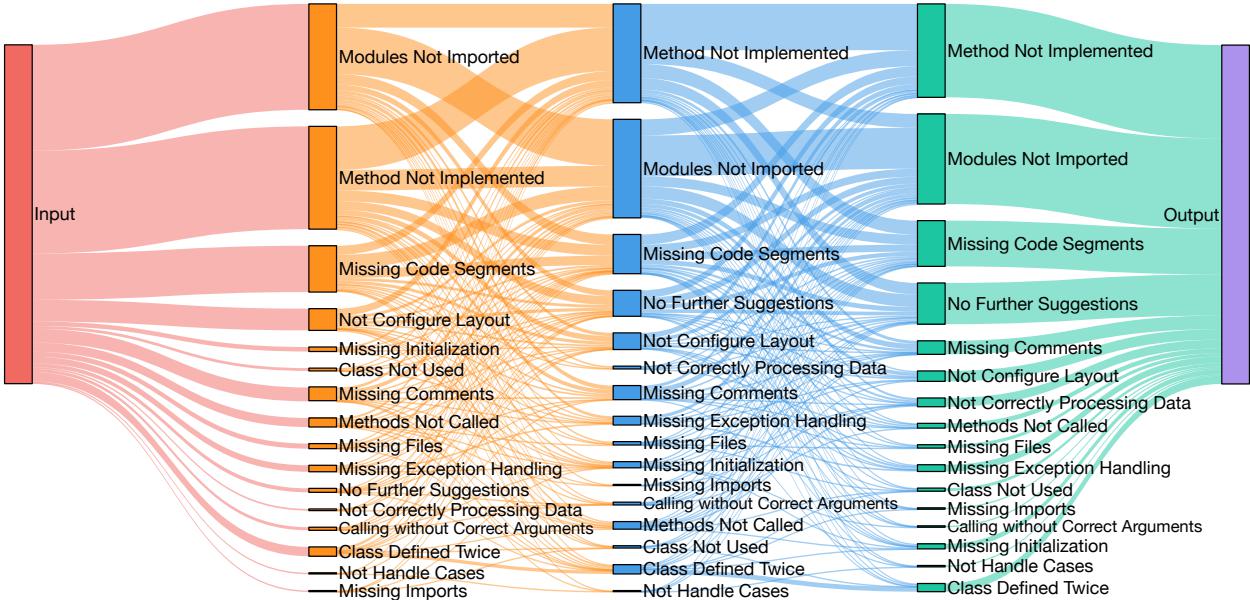 Input
Modules Not Imported
Method Not Implemented
Missing Code Segments
Not Configure Layout
Missing Initialization
Class Not Used
Missing Comments
Methods Not Called
Missing Files
Missing Exception Handling
No Further Suggestions
Not Correctly Processing Data
Calling without Correct Arguments
Class Defined Twice
Not Handle Cases
Missing Imports
Method Not Implemented
Modules Not Imported
Missing Code Segments
No Further Suggestions
Not Configure Layout
Not Correctly Processing Data
Missing Comments
Missing Exception Handling
Missing Files
Missing Initialization
Missing Imports
Calling without Correct Arguments
Methods Not Called
Class Not Used
Class Defined Twice
Not Handle Cases
Method Not Implemented
Modules Not Imported
Missing Code Segments
No Further Suggestions
Missing Comments
Not Configure Layout
Not Correctly Processing Data
Methods Not Called
Missing Files
Missing Exception Handling
Class Not Used
Missing Imports
Calling without Correct Arguments
Missing Initialization
Not Handle Cases
Class Defined Twice
Output